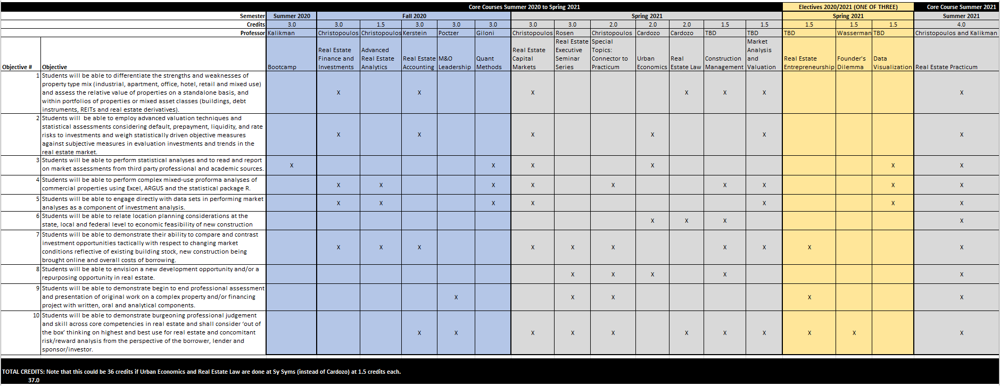 Core Courses Summer 2020 to Spring 2021 Electives 2020/2021 (ONE OF THREE) Core Course Summer 2021
Semester Summer 2020 Fall 2020 Spring 2021 Spring 2021 Summer 2021
Credits 3.0 3.0 1.5 3.0 3.0 3.0 3.0 3.0 2.0 2.0 2.0 1.5 1.5 1.5 1.5 1.5 4.0
Professor Kalikman Christopoulos Christopoulos Kerstein Poctzer Giloni Christopoulos Rosen Christopoulos Cardozo Cardozo TBD TBD TBD Wasserman TBD Christopoulos and Kalikman
Objective # Objective Bootcamp
Real Estate
Finance and
Investments
Advanced
Real Estate
Analytics
Real Estate
Accounting
M&O
Leadership
Quant
Methods
Real Estate
Capital
Markets
Real Estate
Executive
Seminar
Series
Special
Topics:
Connector to
Practicum
Urban
Economics
Real
Estate Law
Construction
Management
Market
Analysis
and
Valuation
Real Estate
Entrepreneurship
Founder's
Dilemma
Data
Visualization
Real Estate Practicum
1 Students will be able to differentiate the strengths and weaknesses of
property type mix (industrial, apartment, office, hotel, retail and mixed use)
and assess the relative value of properties on a standalone basis, and
within portfolios of properties or mixed asset classes (buildings, debt
instruments, REITs and real estate derivatives).
X X X X X X X
2 Students will  be able to employ advanced valuation techniques and
statistical assessments considering default, prepayment, liquidity, and rate
risks to investments and weigh statistically driven objective measures
against subjective measures in evaluation investments and trends in the
real estate market.
X X X X X X
3 Students will be able to perform statistical analyses and to read and report
on market assessments from third party professional and academic sources.
X X X X X X
4 Students will be able to perform complex mixed-use proforma analyses of
commercial properties using Excel, ARGUS and the statistical package R.
X X X X X X X X X
5 Students will be able to engage directly with data sets in performing market
analyses as a component of investment analysis.
X X X X X X X
6 Students will be able to relate location planning considerations at the
state, local and federal level to economic feasibility of new construction
X X X X
7 Students will be able to demonstrate their ability to compare and contrast
investment opportunities tactically with respect to changing market
conditions reflective of existing building stock, new construction being
brought online and overall costs of borrowing.
X X X X X X X X X X
8 Students will be able to envision a new development opportunity and/or a
repurposing opportunity in real estate.
X X X X X
9 Students will be able to demonstrate begin to end professional assessment
and presentation of original work on a complex property and/or financing
project with written, oral and analytical components.
X X X X X
10 Students will be able to demonstrate burgeoning professional judgement
and skill across core competencies in real estate and shall consider ‘out of
the box’ thinking on highest and best use for real estate and concomitant
risk/reward analysis from the perspective of the borrower, lender and
sponsor/investor.
X X X X X X X X X X X
TOTAL CREDITS: Note that this could be 36 credits if Urban Economics and Real Estate Law are done at Sy Syms (instead of Cardozo) at 1.5 credits each.
37.0